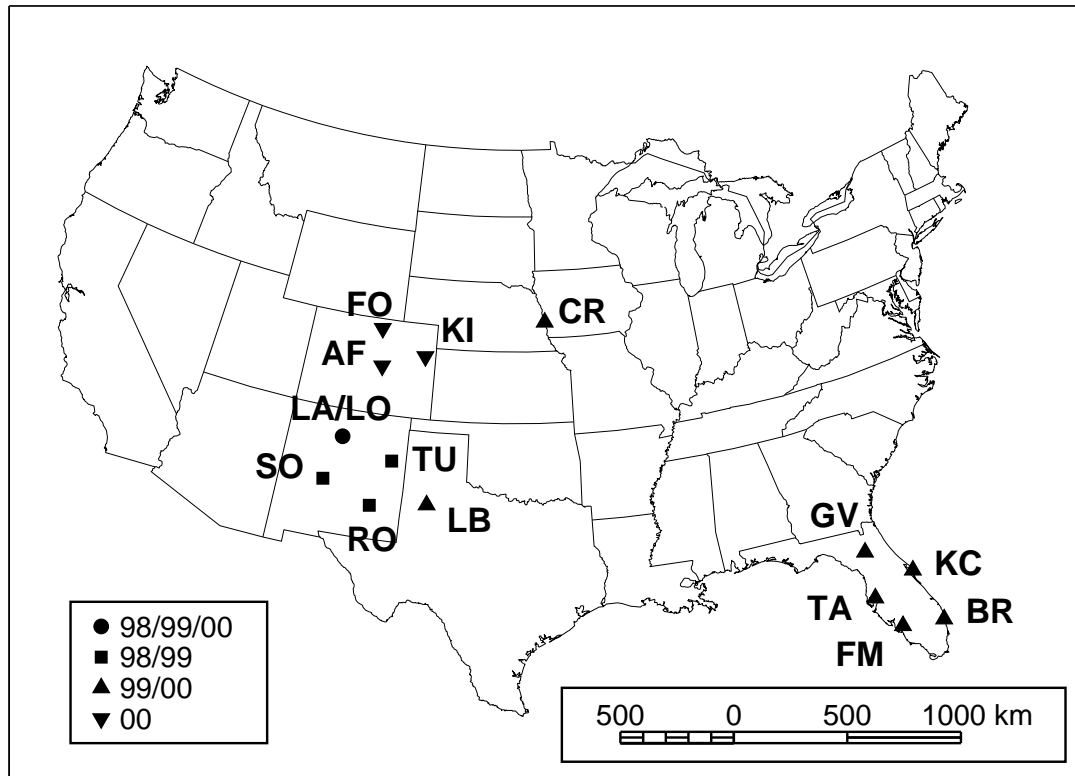 FO
KI
CR
AF
LA/LO
SO
TU
LB
RO
GV
KC
TA
BR
FM
98/99/00
98/99
99/00
00
500 0 500 1000 km